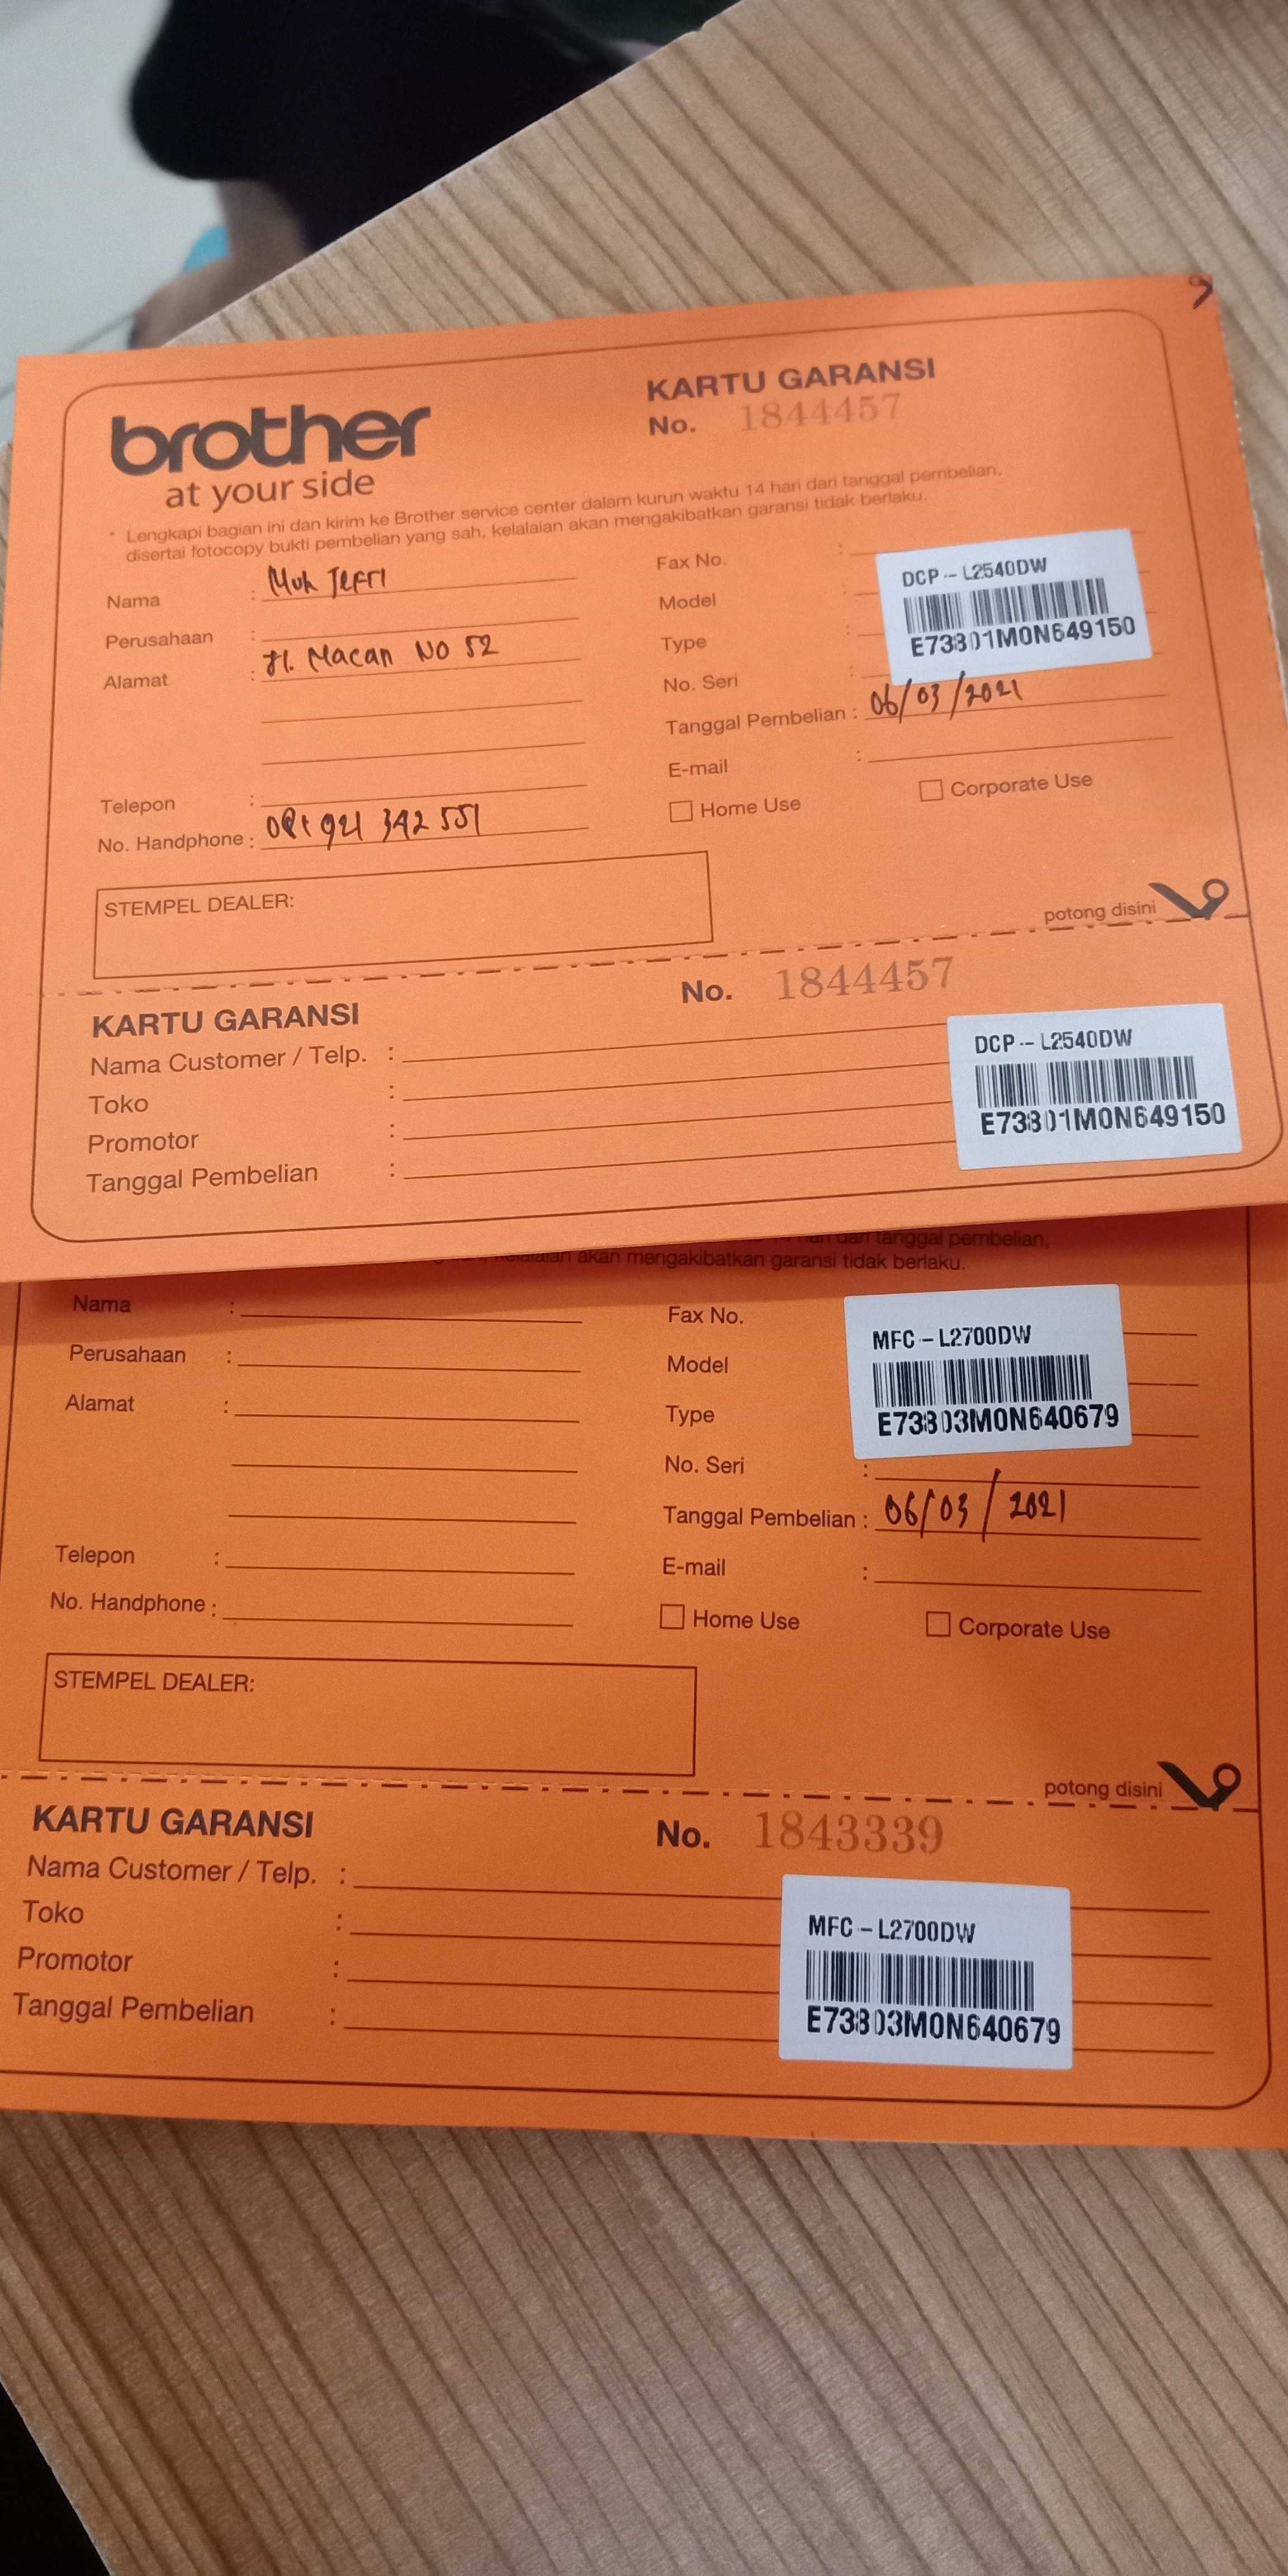 brother
at your side
KARTU GARANSI
No. 1844457
* Lengkapi bagian ini dan kirim ke Brother service center dalam kurun waktu 14 hari dari tanggal pembelian,
disertai fotocopy bukti pembelian yang sah, kelalaian akan mengakibatkan garansi tidak berlaku.
Nama : Muh JEFRI
Perusahaan :
Alamat : Jl. Macan NO 52
Telepon :
No. Handphone : 921 342 551
Fax No. :
Model :
Type :
No. Seri :
DCP-L2540DW
E73801M0N649150
Tanggal Pembelian : 06/03/2021
E-mail :
Home Use
Corporate Use
STEMPEL DEALER:
potong disini
KARTU GARANSI
No. 1844457
Nama Customer / Telp. :
Toko :
Promotor :
Tanggal Pembelian :
DCP-L2540DW
E73801M0N649150
dari tanggal pembelian,
kelalaian akan mengakibatkan garansi tidak berlaku.
Nama :
Perusahaan :
Alamat :
Telepon :
No. Handphone :
Fax No.
Model
Type
No. Seri :
MFC-L2700DW
E73803M0N640679
Tanggal Pembelian : 06/03/2021
E-mail :
Home Use
Corporate Use
STEMPEL DEALER:
potong disini
KARTU GARANSI
No. 1843339
Nama Customer / Telp. :
Toko :
Promotor :
Tanggal Pembelian :
MFC-L2700DW
E73803M0N640679